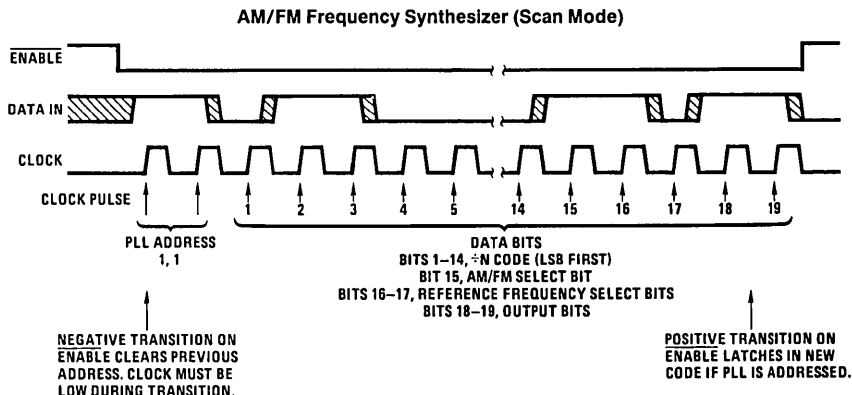 AM/FM Frequency Synthesizer (Scan Mode)
ENABLE
DATA IN
CLOCK
CLOCK PULSE
1 2 3 4 5 14 15 16 17 18 19
PLL ADDRESS
1, 1
DATA BITS
BITS 1–14, ÷N CODE (LSB FIRST)
BIT 15, AM/FM SELECT BIT
BITS 16–17, REFERENCE FREQUENCY SELECT BITS
BITS 18–19, OUTPUT BITS
NEGATIVE TRANSITION ON
ENABLE CLEARS PREVIOUS
ADDRESS. CLOCK MUST BE
LOW DURING TRANSITION.
POSITIVE TRANSITION ON
ENABLE LATCHES IN NEW
CODE IF PLL IS ADDRESSED.